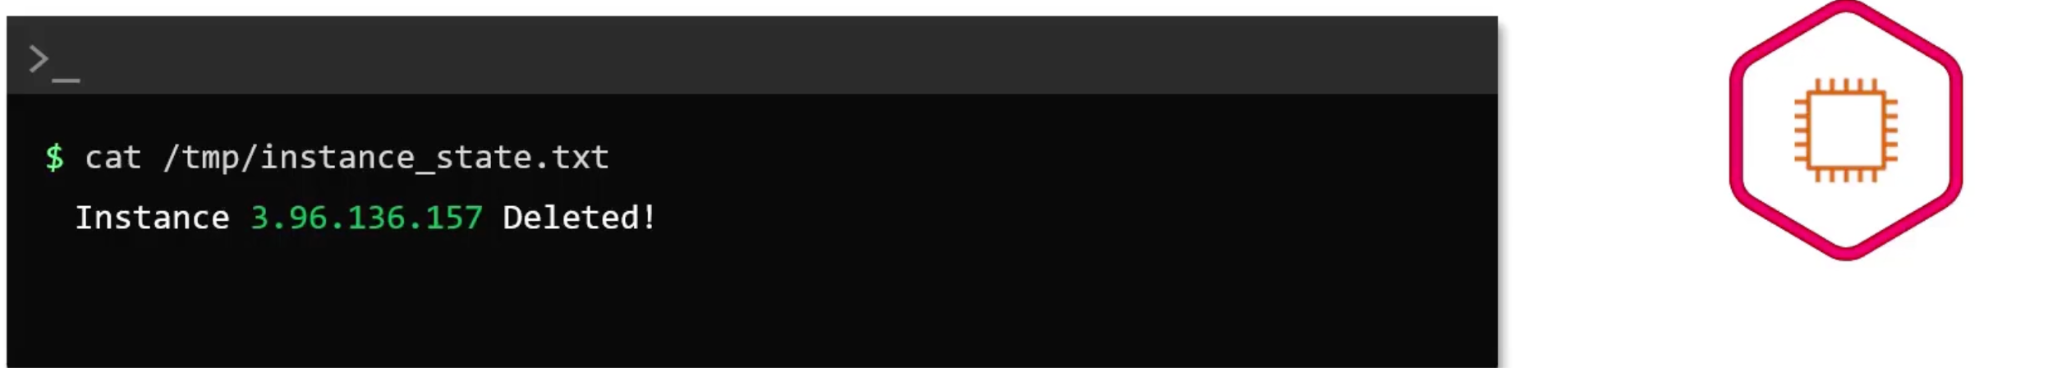 >_
$ cat /tmp/instance_state.txt
Instance 3.96.136.157 Deleted!